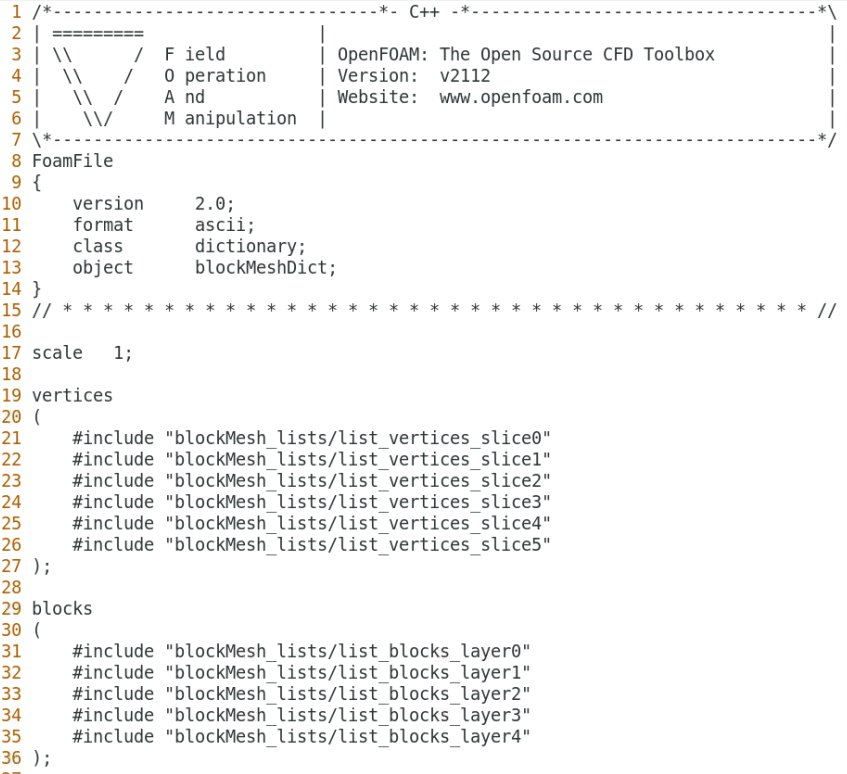 1 /*--------------------------------*- C++ -*----------------------------------*\
2 | =========                 |                                                 |
3 | \\      /  F ield         | OpenFOAM: The Open Source CFD Toolbox           |
4 |  \\    /   O peration     | Version:  v2112                                 |
5 |   \\  /    A nd           | Website:  www.openfoam.com                      |
6 |    \\/     M anipulation  |                                                 |
7 \*---------------------------------------------------------------------------*/
8 FoamFile
9 {
10     version     2.0;
11     format      ascii;
12     class       dictionary;
13     object      blockMeshDict;
14 }
15 // * * * * * * * * * * * * * * * * * * * * * * * * * * * * * * * * * * * * * //
16
17 scale   1;
18
19 vertices
20 (
21     #include "blockMesh_lists/list_vertices_slice0"
22     #include "blockMesh_lists/list_vertices_slice1"
23     #include "blockMesh_lists/list_vertices_slice2"
24     #include "blockMesh_lists/list_vertices_slice3"
25     #include "blockMesh_lists/list_vertices_slice4"
26     #include "blockMesh_lists/list_vertices_slice5"
27 );
28
29 blocks
30 (
31     #include "blockMesh_lists/list_blocks_layer0"
32     #include "blockMesh_lists/list_blocks_layer1"
33     #include "blockMesh_lists/list_blocks_layer2"
34     #include "blockMesh_lists/list_blocks_layer3"
35     #include "blockMesh_lists/list_blocks_layer4"
36 );